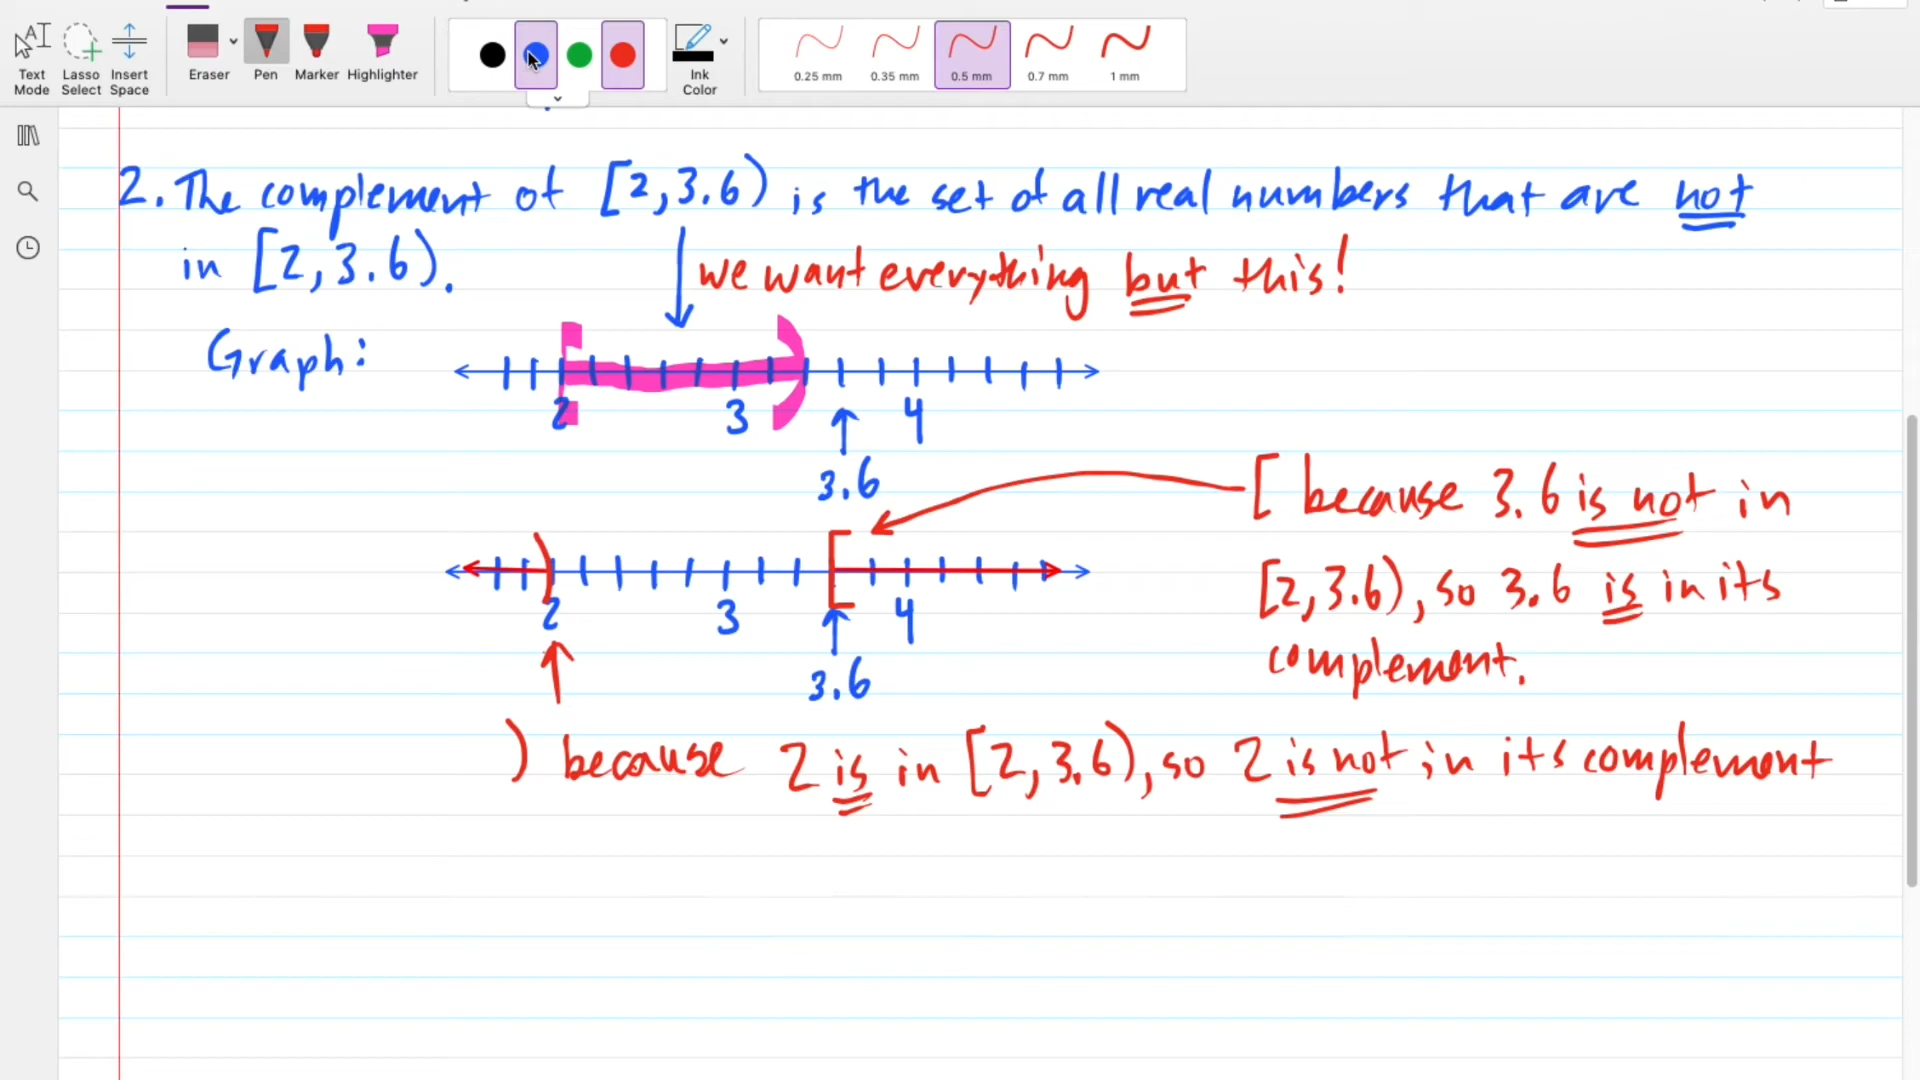 Text Mode
Lasso Select
Insert Space
Eraser
Pen
Marker
Highlighter
Ink Color
0.25 mm
0.35 mm
0.5 mm
0.7 mm
1 mm
2. The complement of [2,3.6) is the set of all real numbers that are not
in [2,3.6).
we want everything but this!
Graph:
2 3 4
3.6
[ because 3.6 is not in
[2,3.6), so 3.6 is in its
complement.
2 3 4
3.6
) because 2 is in [2,3.6), so 2 is not in its complement